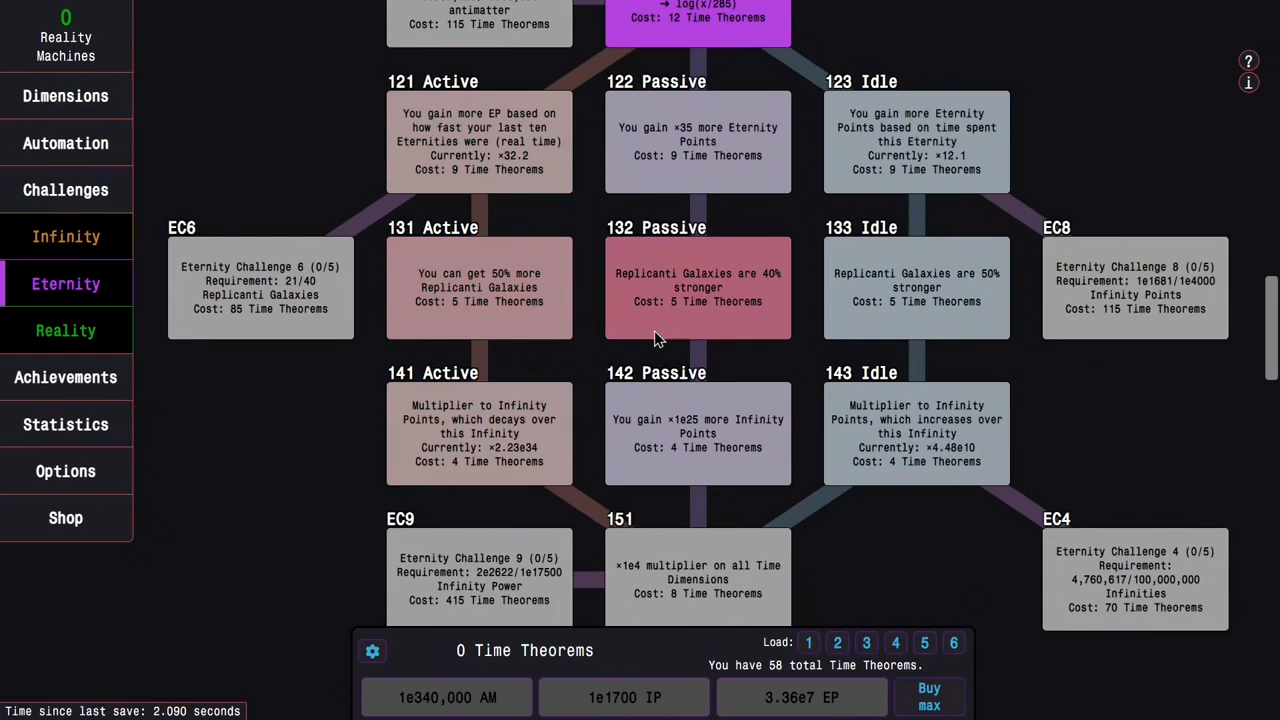 0
Reality
Machines
Dimensions
Automation
Challenges
Infinity
Eternity
Reality
Achievements
Statistics
Options
Shop
antimatter
Cost: 115 Time Theorems
➜ log(x/285)
Cost: 12 Time Theorems
?
i
121 Active
You gain more EP based on
how fast your last ten
Eternities were (real time)
Currently: ×32.2
Cost: 9 Time Theorems
122 Passive
You gain ×35 more Eternity
Points
Cost: 9 Time Theorems
123 Idle
You gain more Eternity
Points based on time spent
this Eternity
Currently: ×12.1
Cost: 9 Time Theorems
EC6
Eternity Challenge 6 (0/5)
Requirement: 21/40
Replicanti Galaxies
Cost: 85 Time Theorems
131 Active
You can get 50% more
Replicanti Galaxies
Cost: 5 Time Theorems
132 Passive
Replicanti Galaxies are 40%
stronger
Cost: 5 Time Theorems
133 Idle
Replicanti Galaxies are 50%
stronger
Cost: 5 Time Theorems
EC8
Eternity Challenge 8 (0/5)
Requirement: 1e1681/1e4000
Infinity Points
Cost: 115 Time Theorems
141 Active
Multiplier to Infinity
Points, which decays over
this Infinity
Currently: ×2.23e34
Cost: 4 Time Theorems
142 Passive
You gain ×1e25 more Infinity
Points
Cost: 4 Time Theorems
143 Idle
Multiplier to Infinity
Points, which increases over
this Infinity
Currently: ×4.48e10
Cost: 4 Time Theorems
EC9
Eternity Challenge 9 (0/5)
Requirement: 2e2622/1e17500
Infinity Power
Cost: 415 Time Theorems
151
×1e4 multiplier on all Time
Dimensions
Cost: 8 Time Theorems
EC4
Eternity Challenge 4 (0/5)
Requirement:
4,760,617/100,000,000
Infinities
Cost: 70 Time Theorems
0 Time Theorems
Load: 1 2 3 4 5 6
You have 58 total Time Theorems.
1e340,000 AM
1e1700 IP
3.36e7 EP
Buy
max
Time since last save: 2.090 seconds